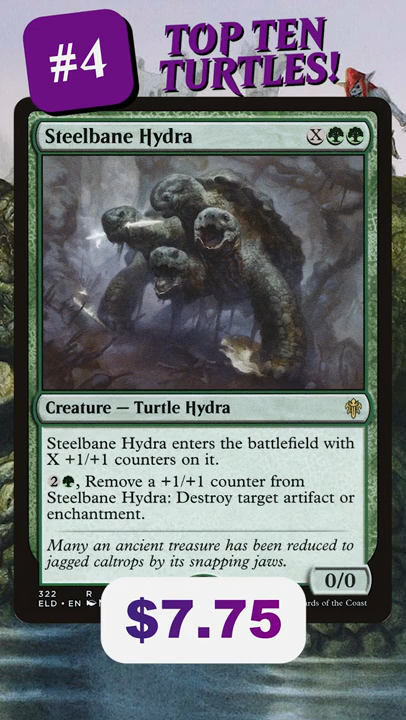 #4
TOP TEN
TURTLES!
Steelbane Hydra
X
Creature — Turtle Hydra
Steelbane Hydra enters the battlefield with
X +1/+1 counters on it.
2 , Remove a +1/+1 counter from
Steelbane Hydra: Destroy target artifact or
enchantment.
Many an ancient treasure has been reduced to
jagged caltrops by its snapping jaws.
0/0
322 R
ELD • EN
of the Coast
$7.75